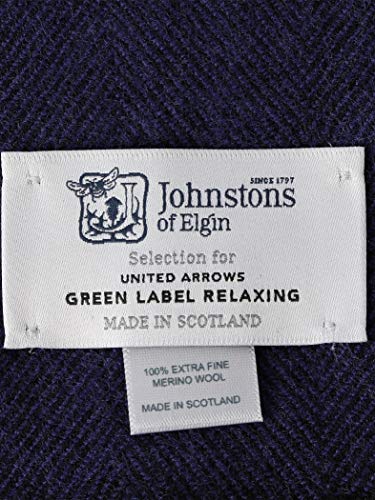 SINCE 1797
Johnstons
of Elgin
Selection for
UNITED ARROWS
GREEN LABEL RELAXING
MADE IN SCOTLAND
100% EXTRA FINE
MERINO WOOL
MADE IN SCOTLAND